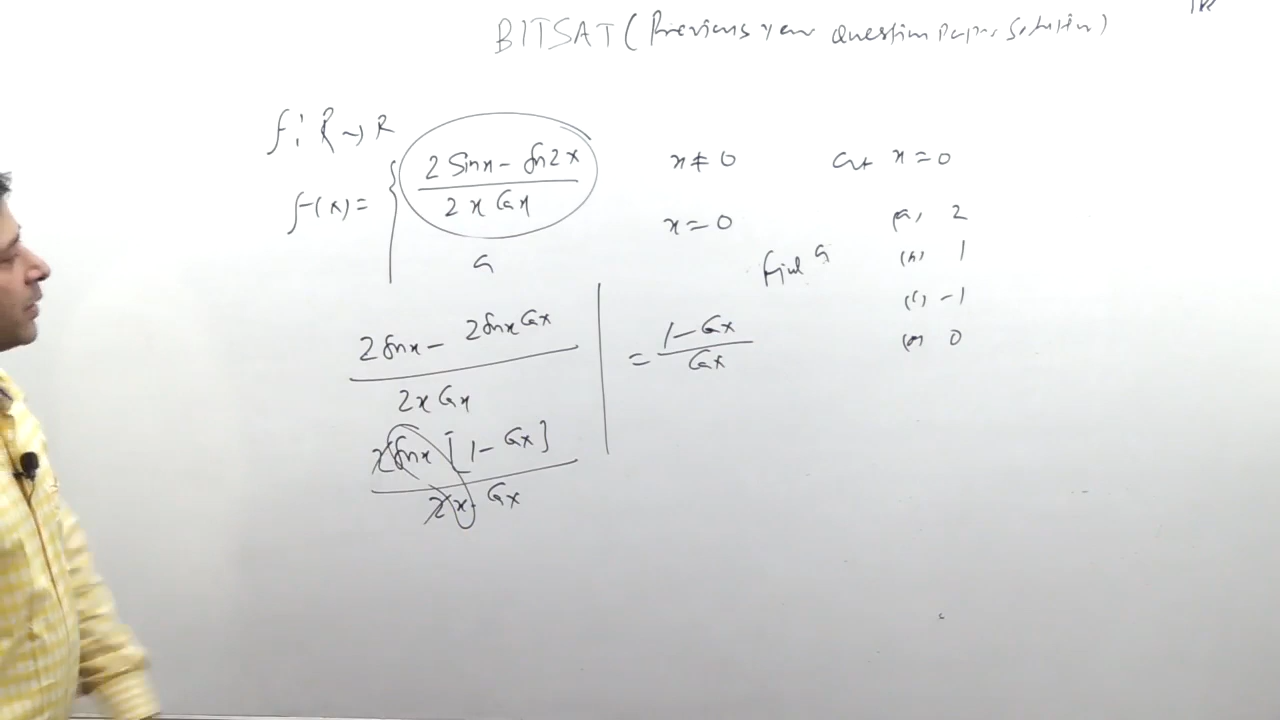 BITSAT (Previous year Question Paper Solution)
f: R → R
f(x) = { 2 Sinx - Sin2x / 2x Cosx    x ≠ 0    at x = 0
a    x = 0
find a
(a) 2
(b) 1
(c) -1
(d) 0
2 Sinx - 2 Sinx Cosx / 2x Cosx
= 1 - Cosx / Cosx
2 Sinx [1 - Cosx] / 2x · Cosx